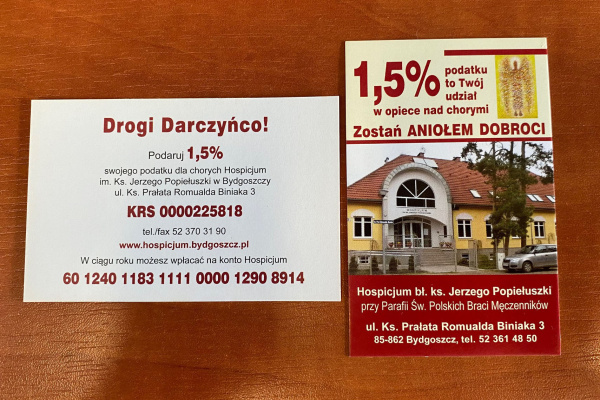 Drogi Darczyńco!
Podaruj 1,5%
swojego podatku dla chorych Hospicjum
im. Ks. Jerzego Popiełuszki w Bydgoszczy
ul. Ks. Prałata Romualda Biniaka 3
KRS 0000225818
tel./fax 52 370 31 90
www.hospicjum.bydgoszcz.pl
W ciągu roku możesz wpłacać na konto Hospicjum
60 1240 1183 1111 0000 1290 8914
1,5% podatku
to Twój
udział
w opiece nad chorymi
Zostań ANIOŁEM DOBROCI
Hospicjum bł. ks. Jerzego Popiełuszki
przy Parafii Św. Polskich Braci Męczenników
ul. Ks. Prałata Romualda Biniaka 3
85-862 Bydgoszcz, tel. 52 361 48 50